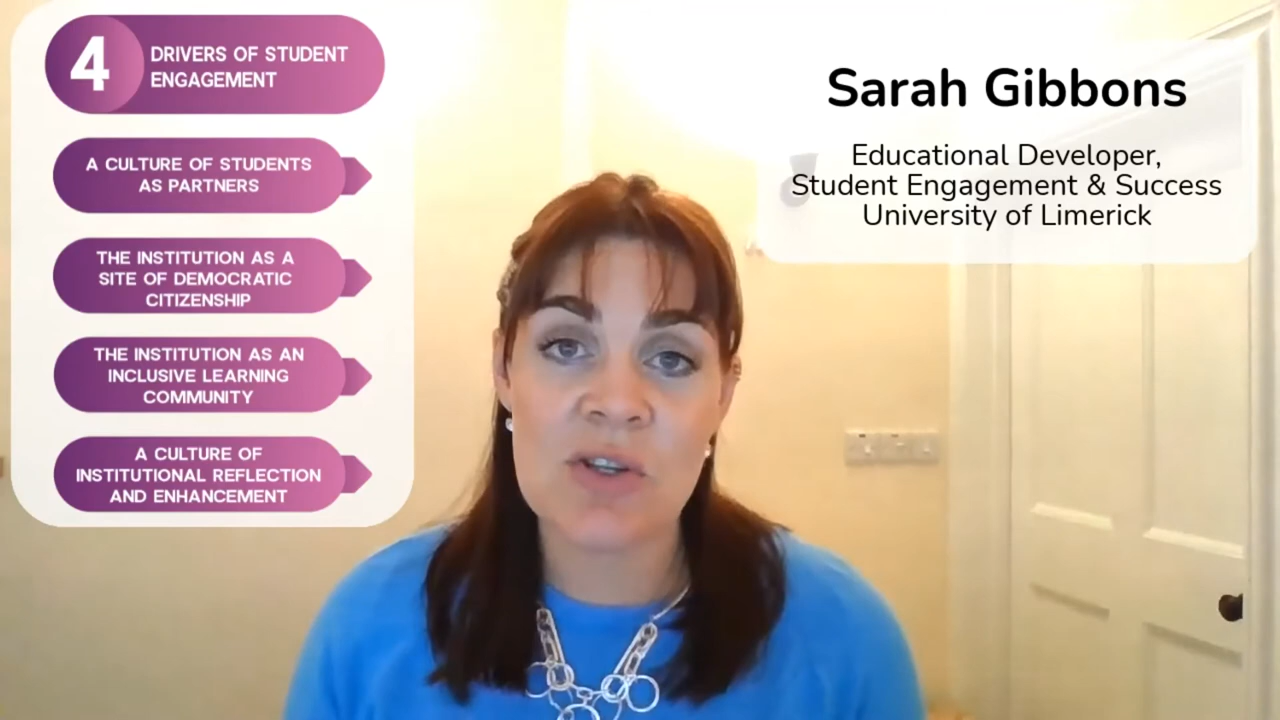 4
DRIVERS OF STUDENT
ENGAGEMENT
A CULTURE OF STUDENTS
AS PARTNERS
THE INSTITUTION AS A
SITE OF DEMOCRATIC
CITIZENSHIP
THE INSTITUTION AS AN
INCLUSIVE LEARNING
COMMUNITY
A CULTURE OF
INSTITUTIONAL REFLECTION
AND ENHANCEMENT
Sarah Gibbons
Educational Developer,
Student Engagement & Success
University of Limerick